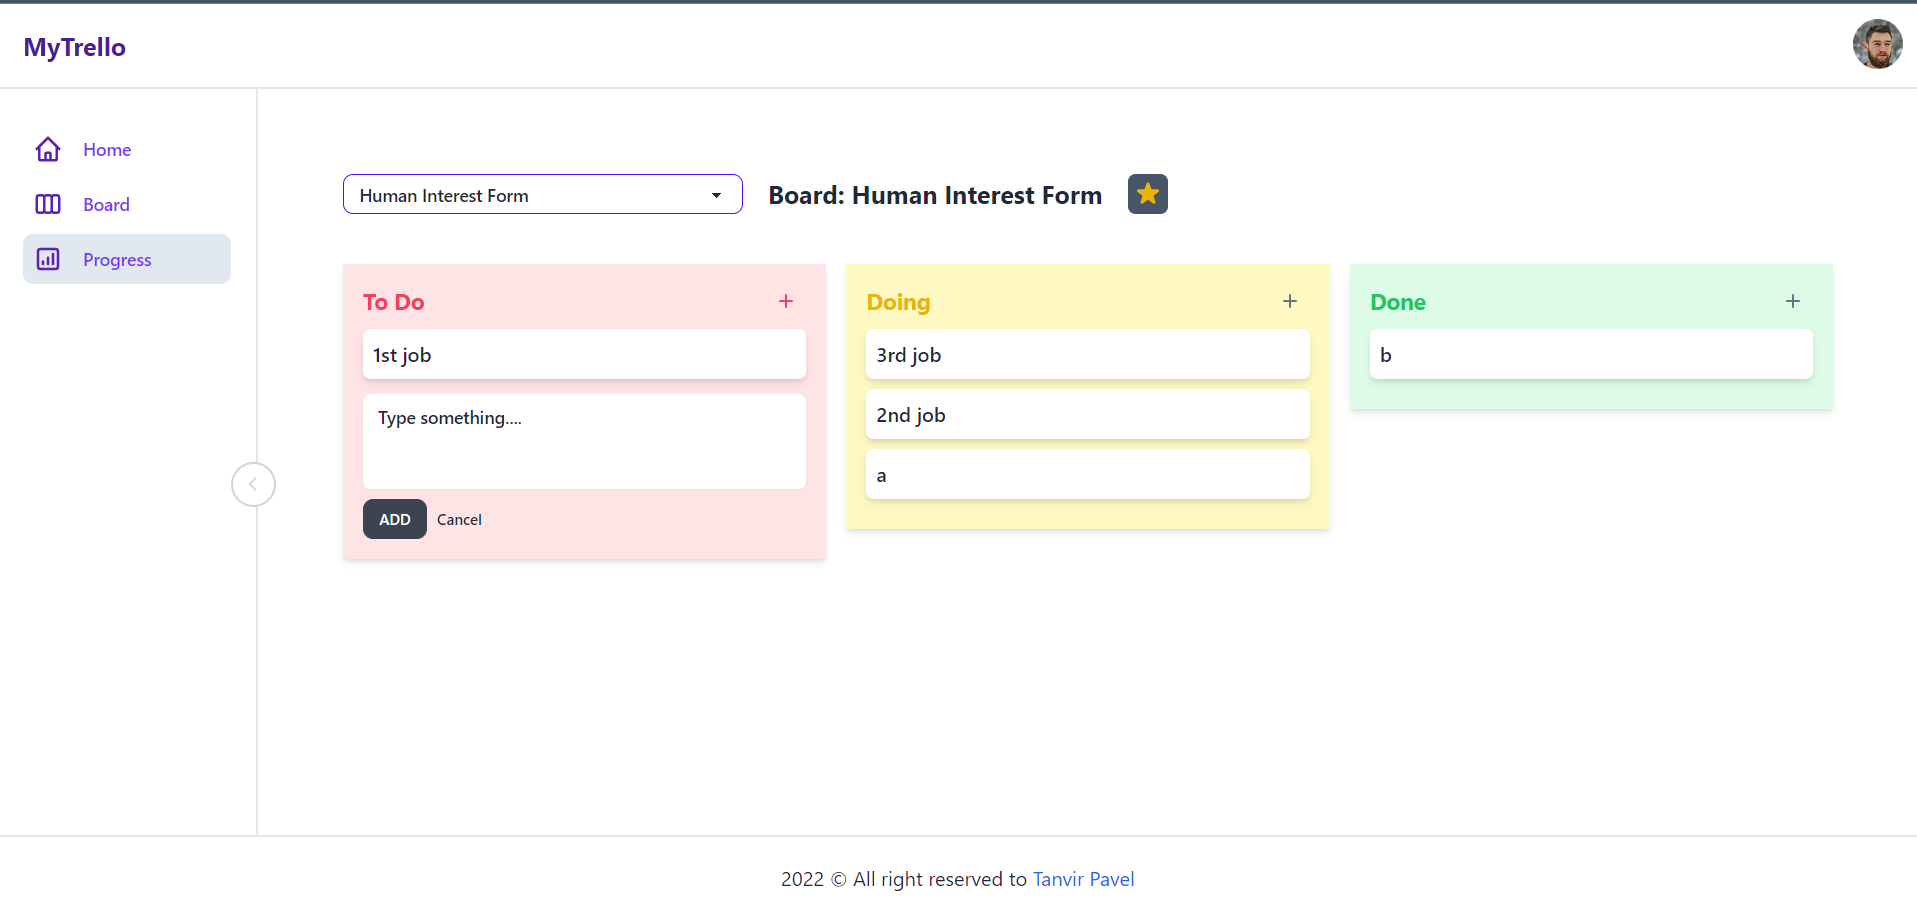 MyTrello
Home
Board
Progress
Human Interest Form
Board: Human Interest Form
To Do
1st job
Type something....
ADD Cancel
Doing
3rd job
2nd job
a
Done
b
2022 © All right reserved to Tanvir Pavel